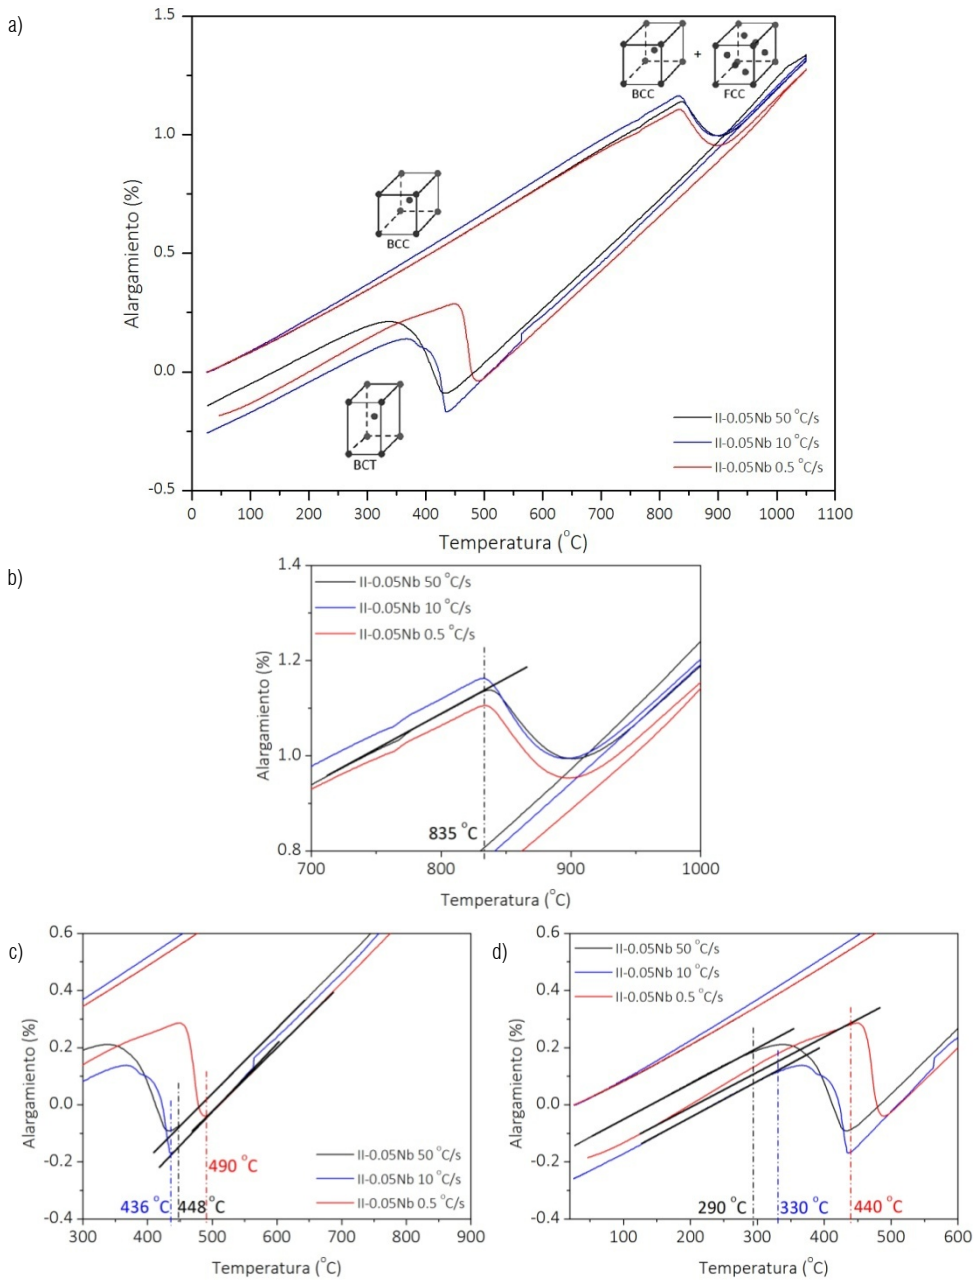 a)
1.5
1.0
0.5
0.0
-0.5
Alargamiento (%)
BCC
+
FCC
BCC
BCT
II-0.05Nb 50 °C/s
II-0.05Nb 10 °C/s
II-0.05Nb 0.5 °C/s
0 100 200 300 400 500 600 700 800 900 1000 1100
Temperatura (°C)
b)
1.4
1.2
1.0
0.8
Alargamiento (%)
II-0.05Nb 50 °C/s
II-0.05Nb 10 °C/s
II-0.05Nb 0.5 °C/s
835 °C
700 800 900 1000
Temperatura (°C)
c)
0.6
0.4
0.2
0.0
-0.2
-0.4
Alargamiento (%)
490 °C
436 °C
448 °C
II-0.05Nb 50 °C/s
II-0.05Nb 10 °C/s
II-0.05Nb 0.5 °C/s
300 400 500 600 700 800 900
Temperatura (°C)
d)
0.6
0.4
0.2
0.0
-0.2
-0.4
Alargamiento (%)
II-0.05Nb 50 °C/s
II-0.05Nb 10 °C/s
II-0.05Nb 0.5 °C/s
290 °C
330 °C
440 °C
100 200 300 400 500 600
Temperatura (°C)